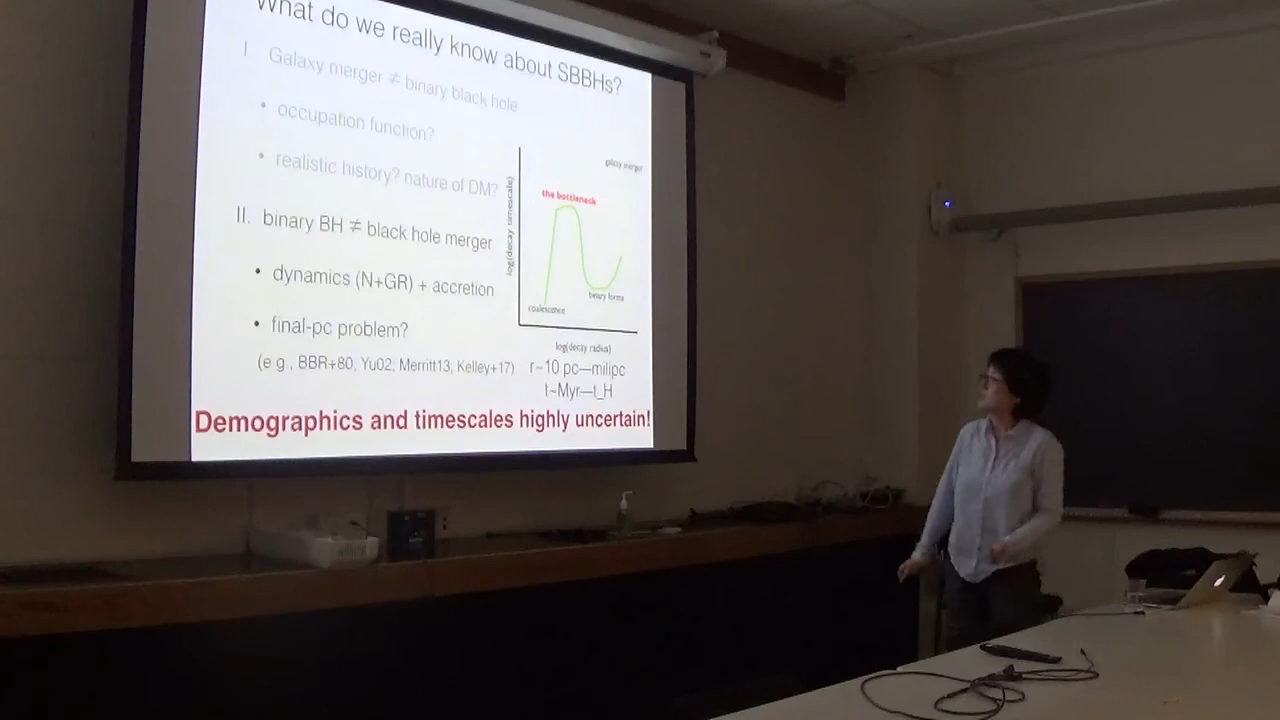 What do we really know about SBBHs?
I. Galaxy merger ≠ binary black hole
• occupation function?
• realistic history? nature of DM?
II. binary BH ≠ black hole merger
• dynamics (N+GR) + accretion
• final-pc problem?
(e.g., BBR+80, Yu02, Merritt13, Kelley+17)
galaxy merger
the bottleneck
log(decay timescale)
binary forms
coalescence
log(decay radius)
r~10 pc—milipc
t~Myr—t_H
Demographics and timescales highly uncertain!